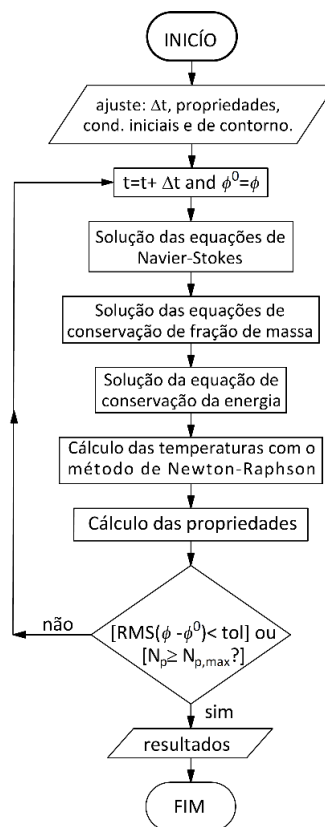 INICÍO
ajuste: Δt, propriedades,
cond. iniciais e de contorno.
t=t+ Δt and ϕ⁰=ϕ
Solução das equações de
Navier-Stokes
Solução das equações de
conservação de fração de massa
Solução da equação de
conservação da energia
Cálculo das temperaturas com o
método de Newton-Raphson
Cálculo das propriedades
não
[RMS(ϕ -ϕ⁰)< tol] ou
[Nₚ≥ Nₚ,ₘₐₓ?]
sim
resultados
FIM